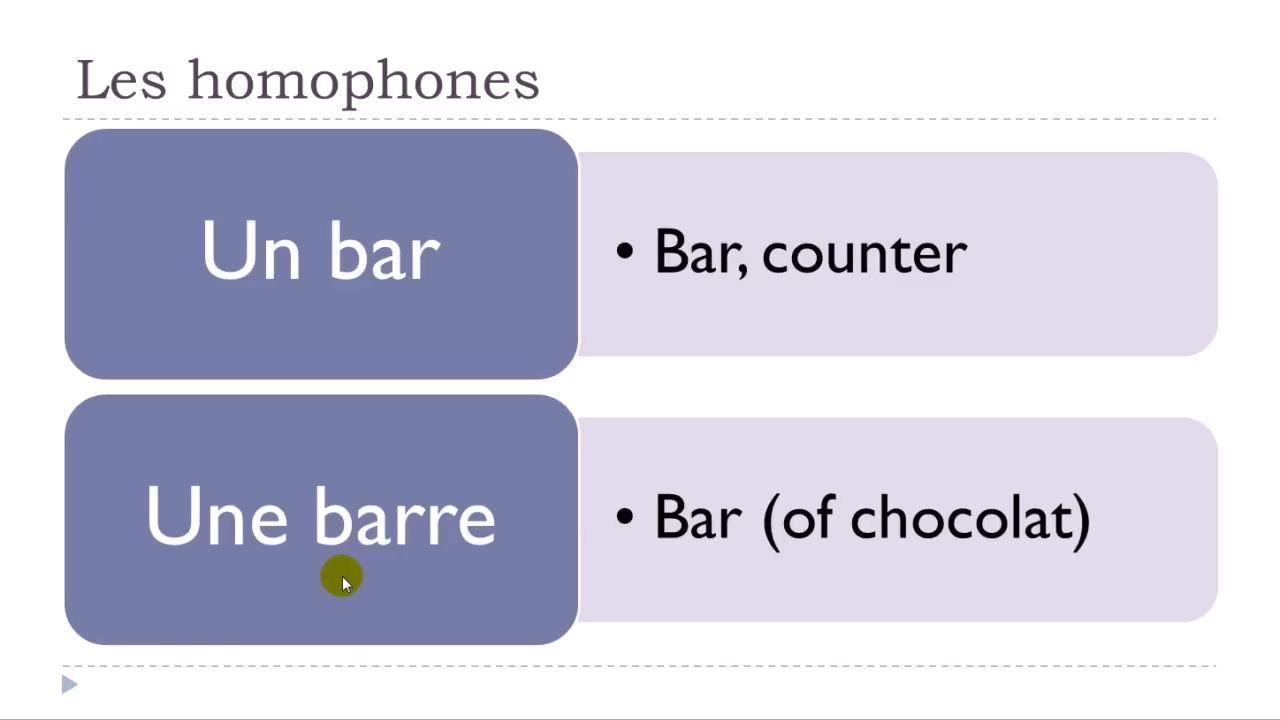 Les homophones
Un bar
• Bar, counter
Une barre
• Bar (of chocolat)